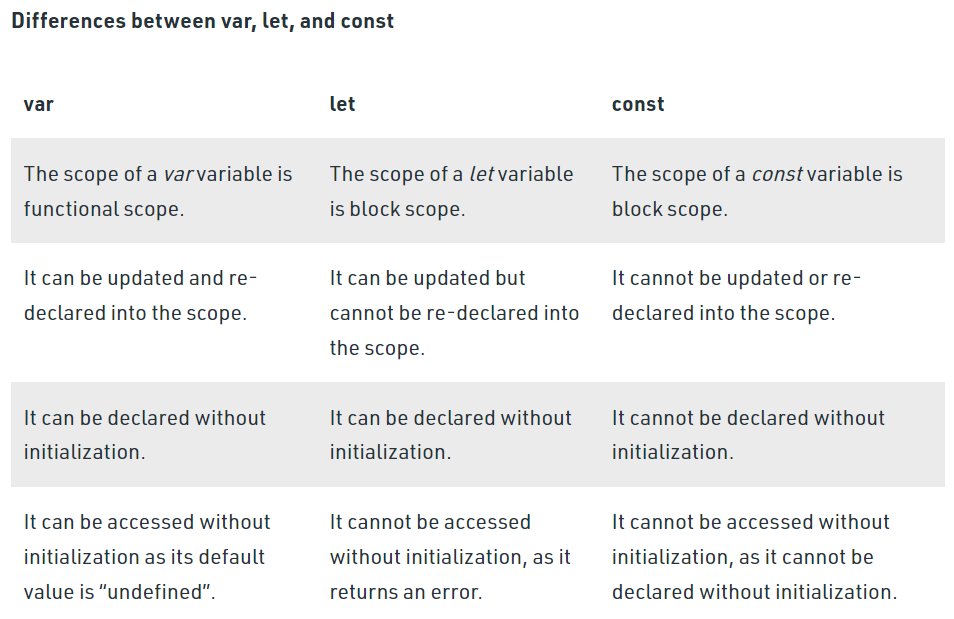 Differences between var, let, and const
var
let
const
The scope of a var variable is
functional scope.
The scope of a let variable
is block scope.
The scope of a const variable is
block scope.
It can be updated and re-
declared into the scope.
It can be updated but
cannot be re-declared into
the scope.
It cannot be updated or re-
declared into the scope.
It can be declared without
initialization.
It can be declared without
initialization.
It cannot be declared without
initialization.
It can be accessed without
initialization as its default
value is “undefined”.
It cannot be accessed
without initialization, as it
returns an error.
It cannot be accessed without
initialization, as it cannot be
declared without initialization.